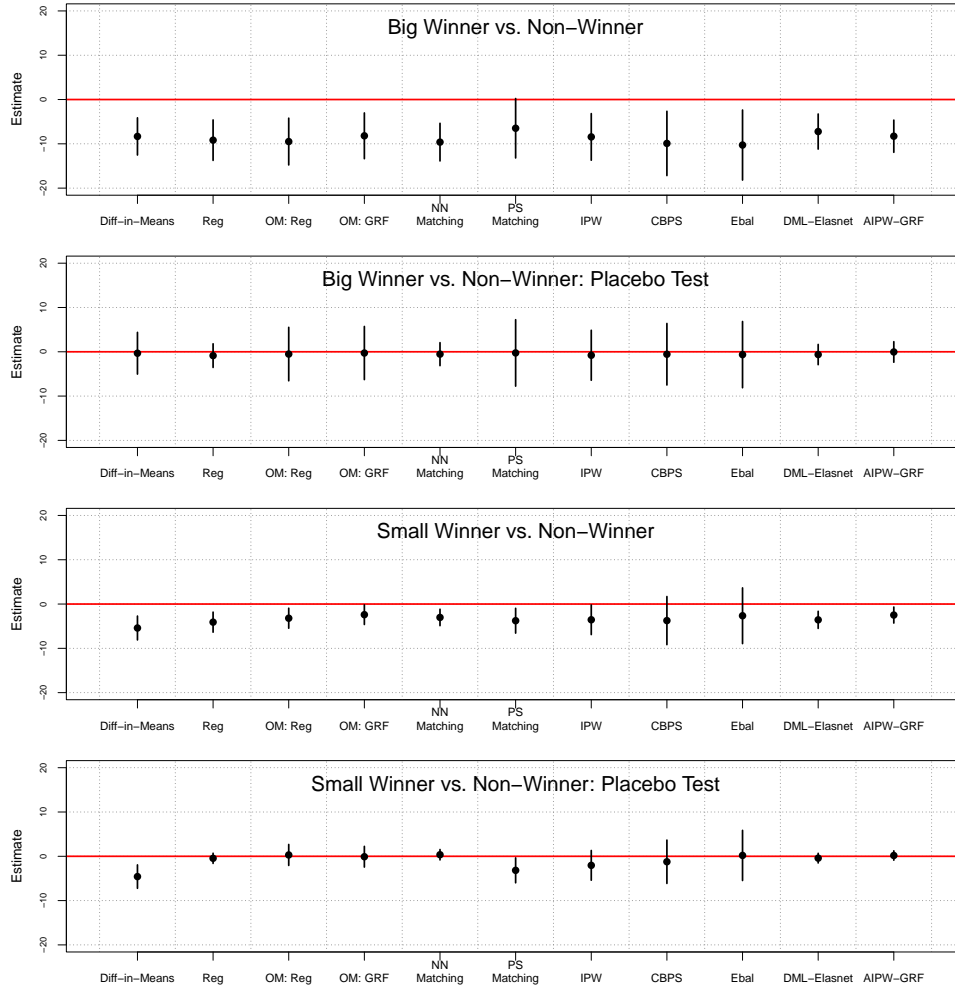 Big Winner vs. Non−Winner
Estimate
20
10
0
−10
−20
Diff−in−Means Reg OM: Reg OM: GRF NN Matching PS Matching IPW CBPS Ebal DML−Elasnet AIPW−GRF
Big Winner vs. Non−Winner: Placebo Test
Estimate
20
10
0
−10
−20
Diff−in−Means Reg OM: Reg OM: GRF NN Matching PS Matching IPW CBPS Ebal DML−Elasnet AIPW−GRF
Small Winner vs. Non−Winner
Estimate
20
10
0
−10
−20
Diff−in−Means Reg OM: Reg OM: GRF NN Matching PS Matching IPW CBPS Ebal DML−Elasnet AIPW−GRF
Small Winner vs. Non−Winner: Placebo Test
Estimate
20
10
0
−10
−20
Diff−in−Means Reg OM: Reg OM: GRF NN Matching PS Matching IPW CBPS Ebal DML−Elasnet AIPW−GRF